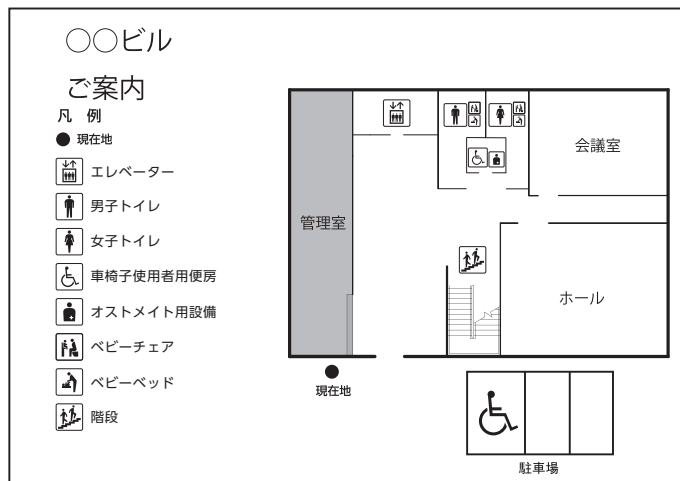 ○○ビル
ご案内
凡 例
現在地
エレベーター
男子トイレ
女子トイレ
車椅子使用者用便房
オストメイト用設備
ベビーチェア
ベビーベッド
階段
会議室
管理室
ホール
現在地
駐車場